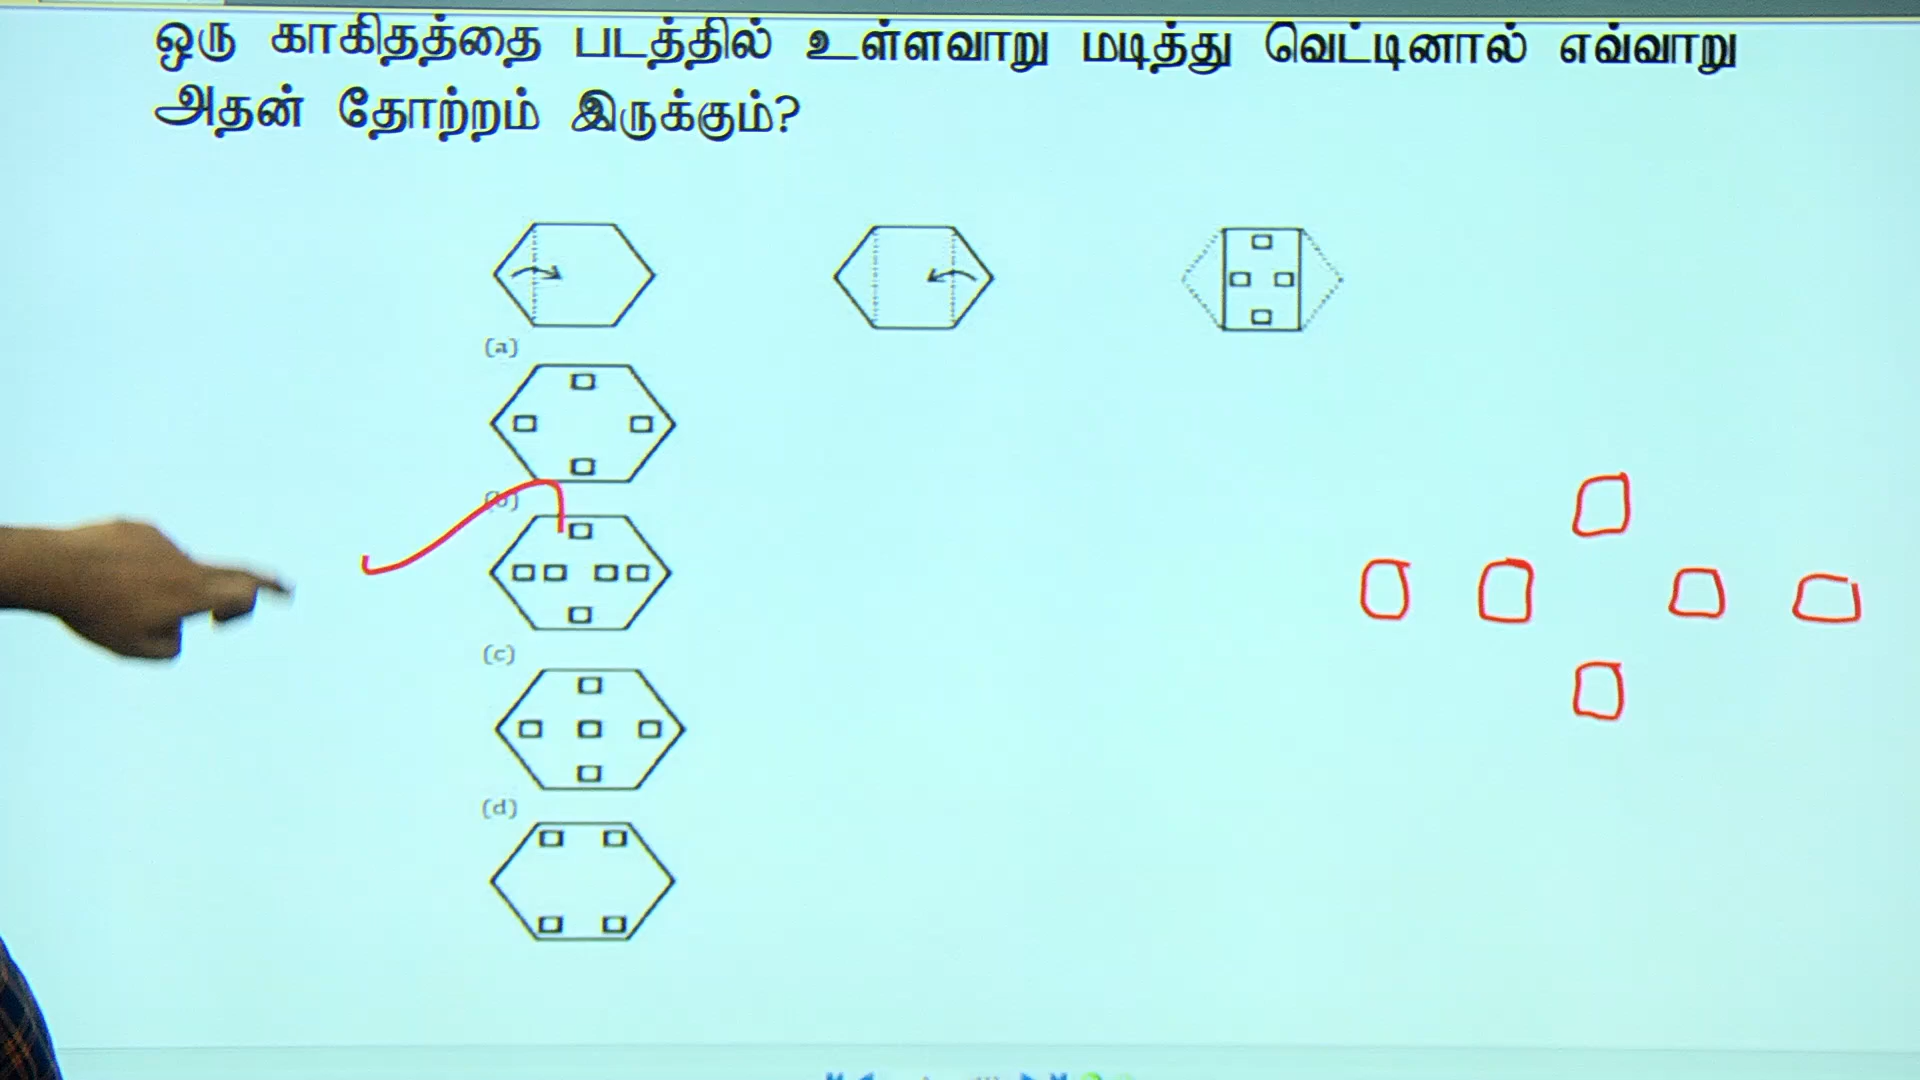 ஒரு காகிதத்தை படத்தில் உள்ளவாறு மடித்து வெட்டினால் எவ்வாறு
அதன் தோற்றம் இருக்கும்?
(a)
(b)
(c)
(d)